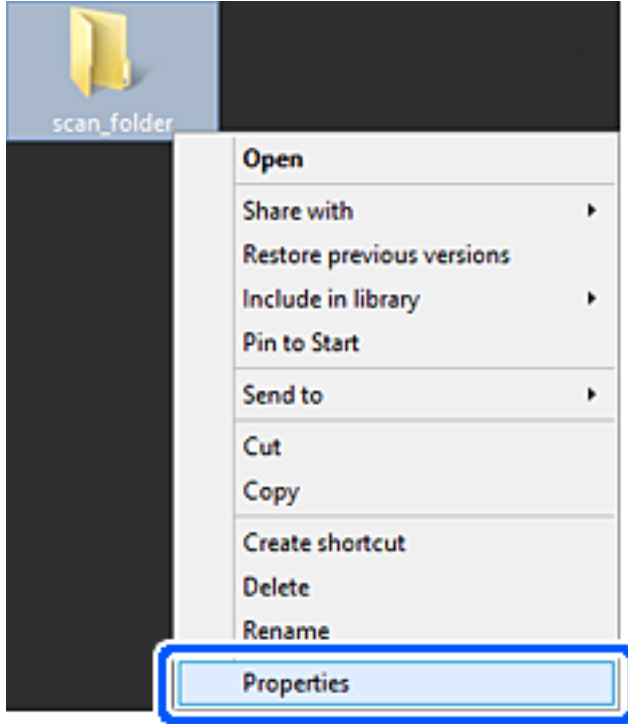 scan_folder
Open
Share with
Restore previous versions
Include in library
Pin to Start
Send to
Cut
Copy
Create shortcut
Delete
Rename
Properties